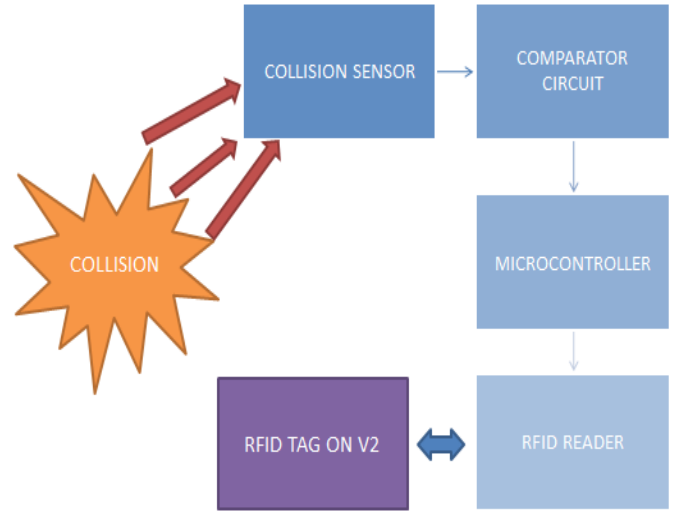 COLLISION SENSOR
COMPARATOR
CIRCUIT
COLLISION
MICROCONTROLLER
RFID TAG ON V2
RFID READER